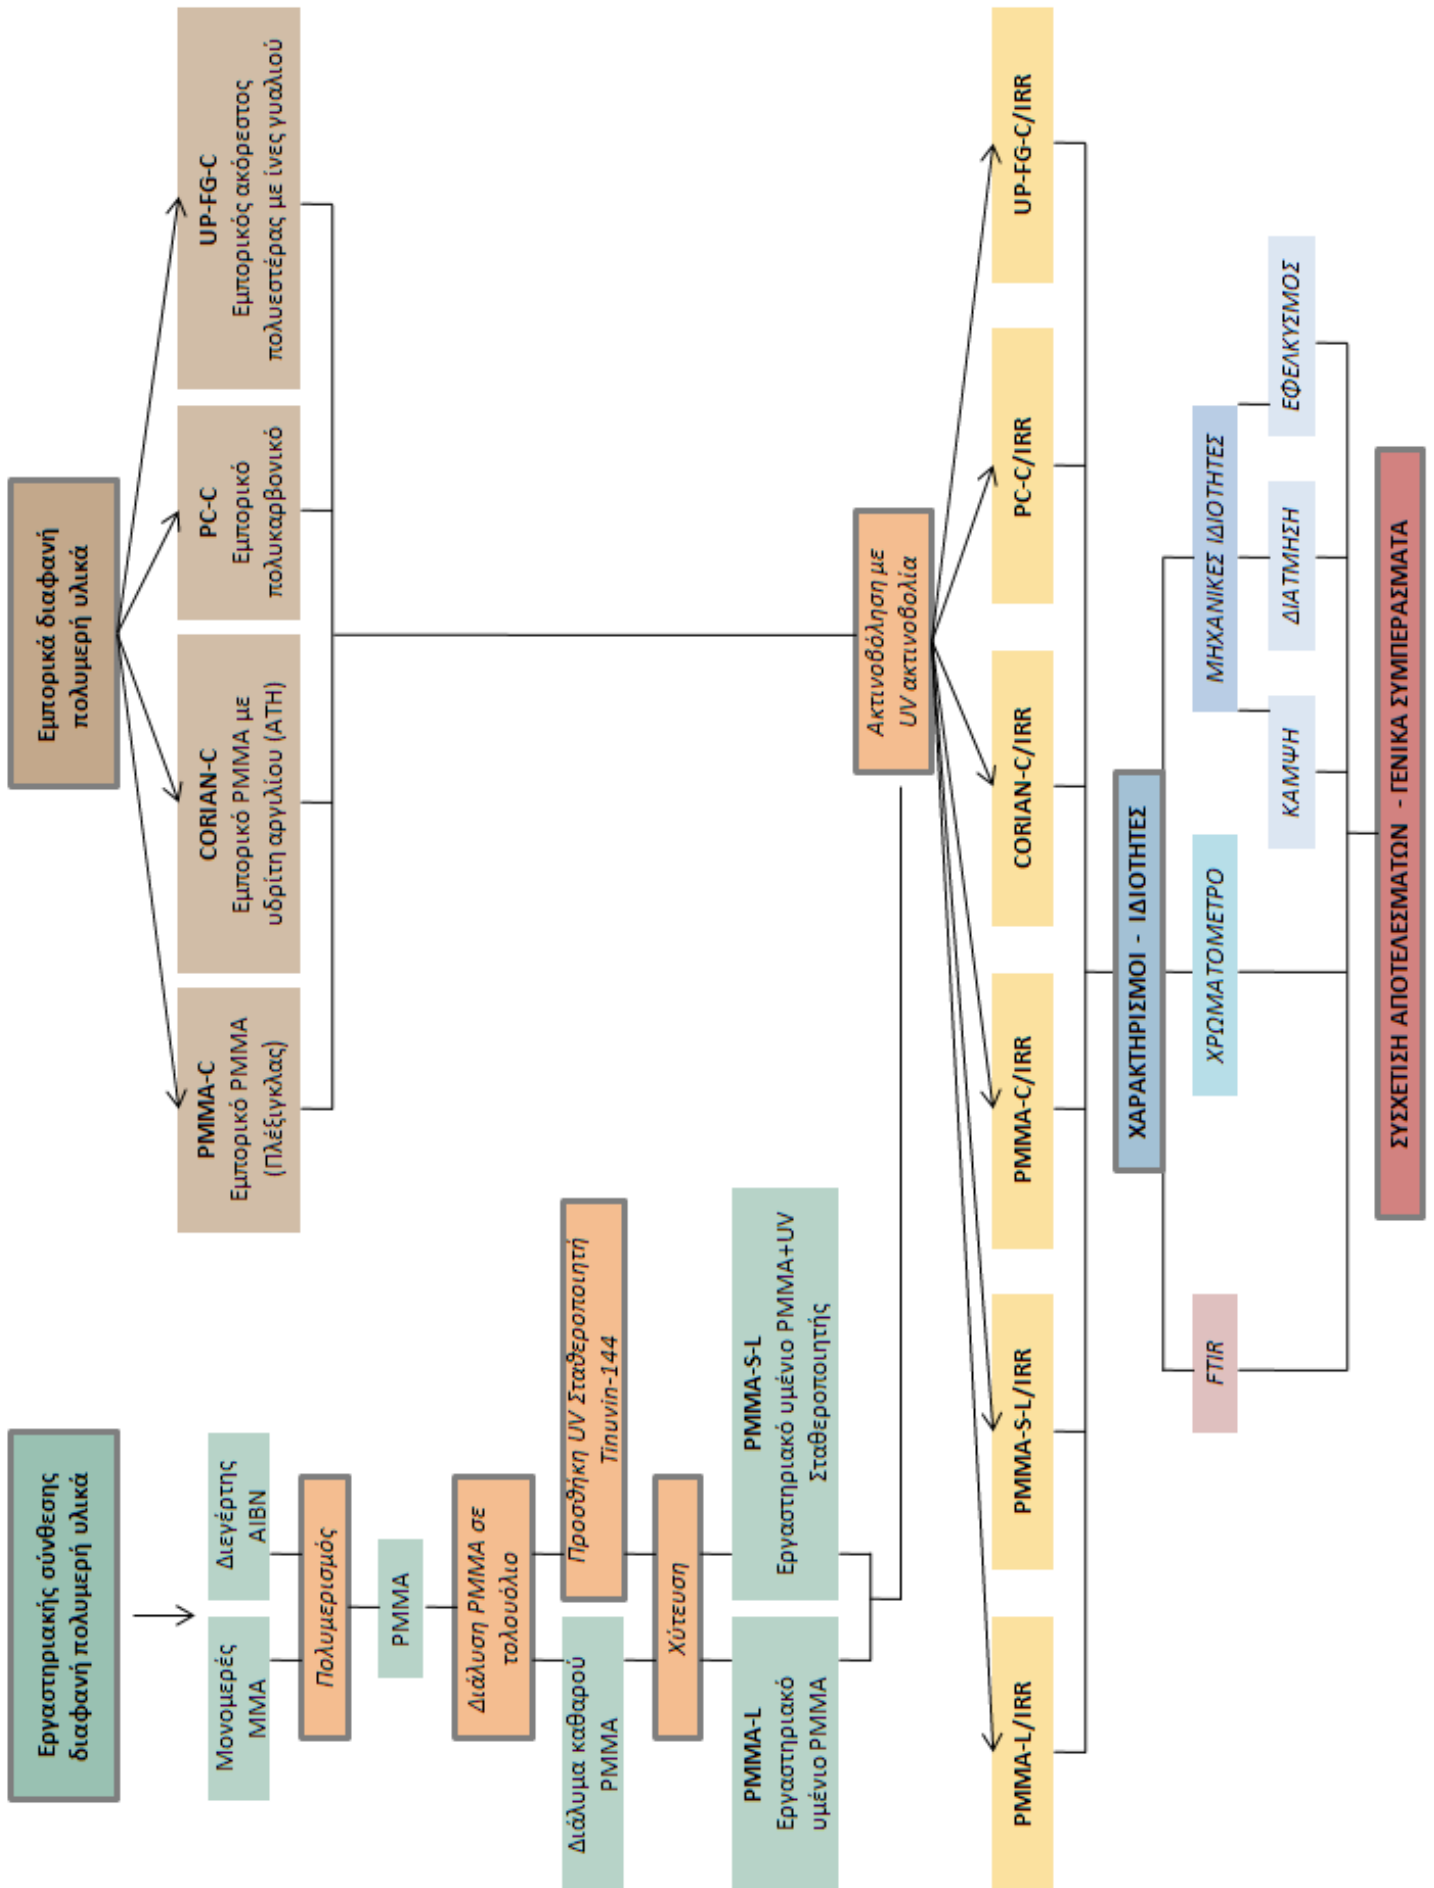 Εργαστηριακής σύνθεσης
διαφανή πολυμερή υλικά
Εμπορικά διαφανή
πολυμερή υλικά
Μονομερές
MMA
Διεγέρτης
AIBN
Πολυμερισμός
PMMA
Διάλυση PMMA σε
τολουόλιο
Διάλυμα καθαρού
PMMA
Προσθήκη UV Σταθεροποιητή
Tinuvin-144
Χύτευση
PMMA-L
Εργαστηριακό
υμένιο PMMA
PMMA-S-L
Εργαστηριακό υμένιο PMMA+UV
Σταθεροποιητής
PMMA-C
Εμπορικό PMMA
(Πλέξιγκλας)
CORIAN-C
Εμπορικό PMMA με
υδρίτη αργιλίου (ATH)
PC-C
Εμπορικό
πολυκαρβονικό
UP-FG-C
Εμπορικός ακόρεστος
πολυεστέρας με ίνες γυαλιού
Ακτινοβόληση με
UV ακτινοβολία
PMMA-L/IRR
PMMA-S-L/IRR
PMMA-C/IRR
CORIAN-C/IRR
PC-C/IRR
UP-FG-C/IRR
ΧΑΡΑΚΤΗΡΙΣΜΟΙ - ΙΔΙΟΤΗΤΕΣ
FTIR
ΧΡΩΜΑΤΟΜΕΤΡΟ
ΜΗΧΑΝΙΚΕΣ ΙΔΙΟΤΗΤΕΣ
ΚΑΜΨΗ
ΔΙΑΤΜΗΣΗ
ΕΦΕΛΚΥΣΜΟΣ
ΣΥΣΧΕΤΙΣΗ ΑΠΟΤΕΛΕΣΜΑΤΩΝ - ΓΕΝΙΚΑ ΣΥΜΠΕΡΑΣΜΑΤΑ